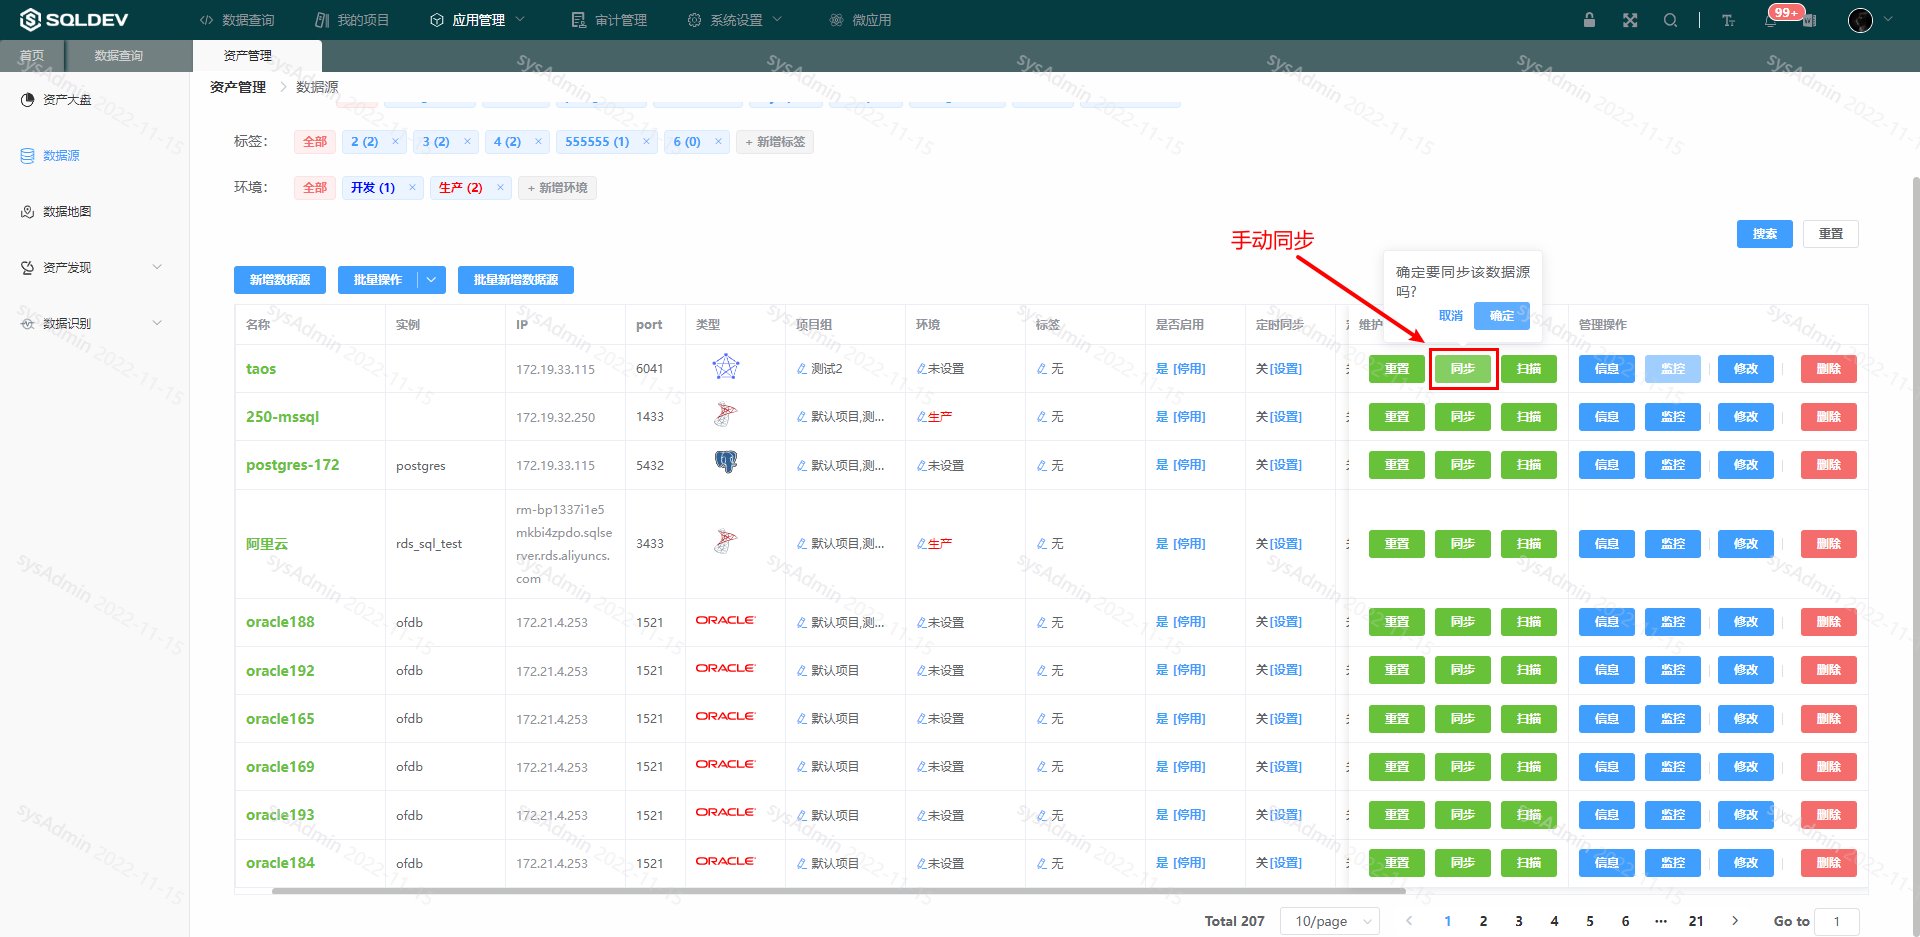 SQLDEV
数据查询
我的项目
应用管理
审计管理
系统设置
微应用
99+
首页
数据查询
资产管理
资产大盘
数据源
数据地图
资产发现
数据识别
资产管理 > 数据源
标签： 全部 2 (2) × 3 (2) × 4 (2) × 555555 (1) × 6 (0) × + 新增标签
环境： 全部 开发 (1) × 生产 (2) × + 新增环境
手动同步
搜索 重置
确定要同步该数据源
吗?
取消 确定
新增数据源 批量操作 批量新增数据源
名称 实例 IP port 类型 项目组 环境 标签 是否启用 定时同步 维护 管理操作
taos 172.19.33.115 6041 测试2 未设置 无 是 [停用] 关[设置] 重置 同步 扫描 信息 监控 修改 删除
250-mssql 172.19.32.250 1433 默认项目,测... 生产 无 是 [停用] 关[设置] 重置 同步 扫描 信息 监控 修改 删除
postgres-172 postgres 172.19.33.115 5432 默认项目,测... 未设置 无 是 [停用] 关[设置] 重置 同步 扫描 信息 监控 修改 删除
阿里云 rds_sql_test rm-bp1337i1e5
mkbi4zpdo.sqlse
rver.rds.aliyuncs.
com
3433 默认项目,测... 生产 无 是 [停用] 关[设置] 重置 同步 扫描 信息 监控 修改 删除
oracle188 ofdb 172.21.4.253 1521 ORACLE 默认项目,测... 未设置 无 是 [停用] 关[设置] 重置 同步 扫描 信息 监控 修改 删除
oracle192 ofdb 172.21.4.253 1521 ORACLE 默认项目 未设置 无 是 [停用] 关[设置] 重置 同步 扫描 信息 监控 修改 删除
oracle165 ofdb 172.21.4.253 1521 ORACLE 默认项目 未设置 无 是 [停用] 关[设置] 重置 同步 扫描 信息 监控 修改 删除
oracle169 ofdb 172.21.4.253 1521 ORACLE 默认项目 未设置 无 是 [停用] 关[设置] 重置 同步 扫描 信息 监控 修改 删除
oracle193 ofdb 172.21.4.253 1521 ORACLE 默认项目 未设置 无 是 [停用] 关[设置] 重置 同步 扫描 信息 监控 修改 删除
oracle184 ofdb 172.21.4.253 1521 ORACLE 默认项目 未设置 无 是 [停用] 关[设置] 重置 同步 扫描 信息 监控 修改 删除
Total 207 10/page < 1 2 3 4 5 6 ··· 21 > Go to 1
sysAdmin 2022-11-15